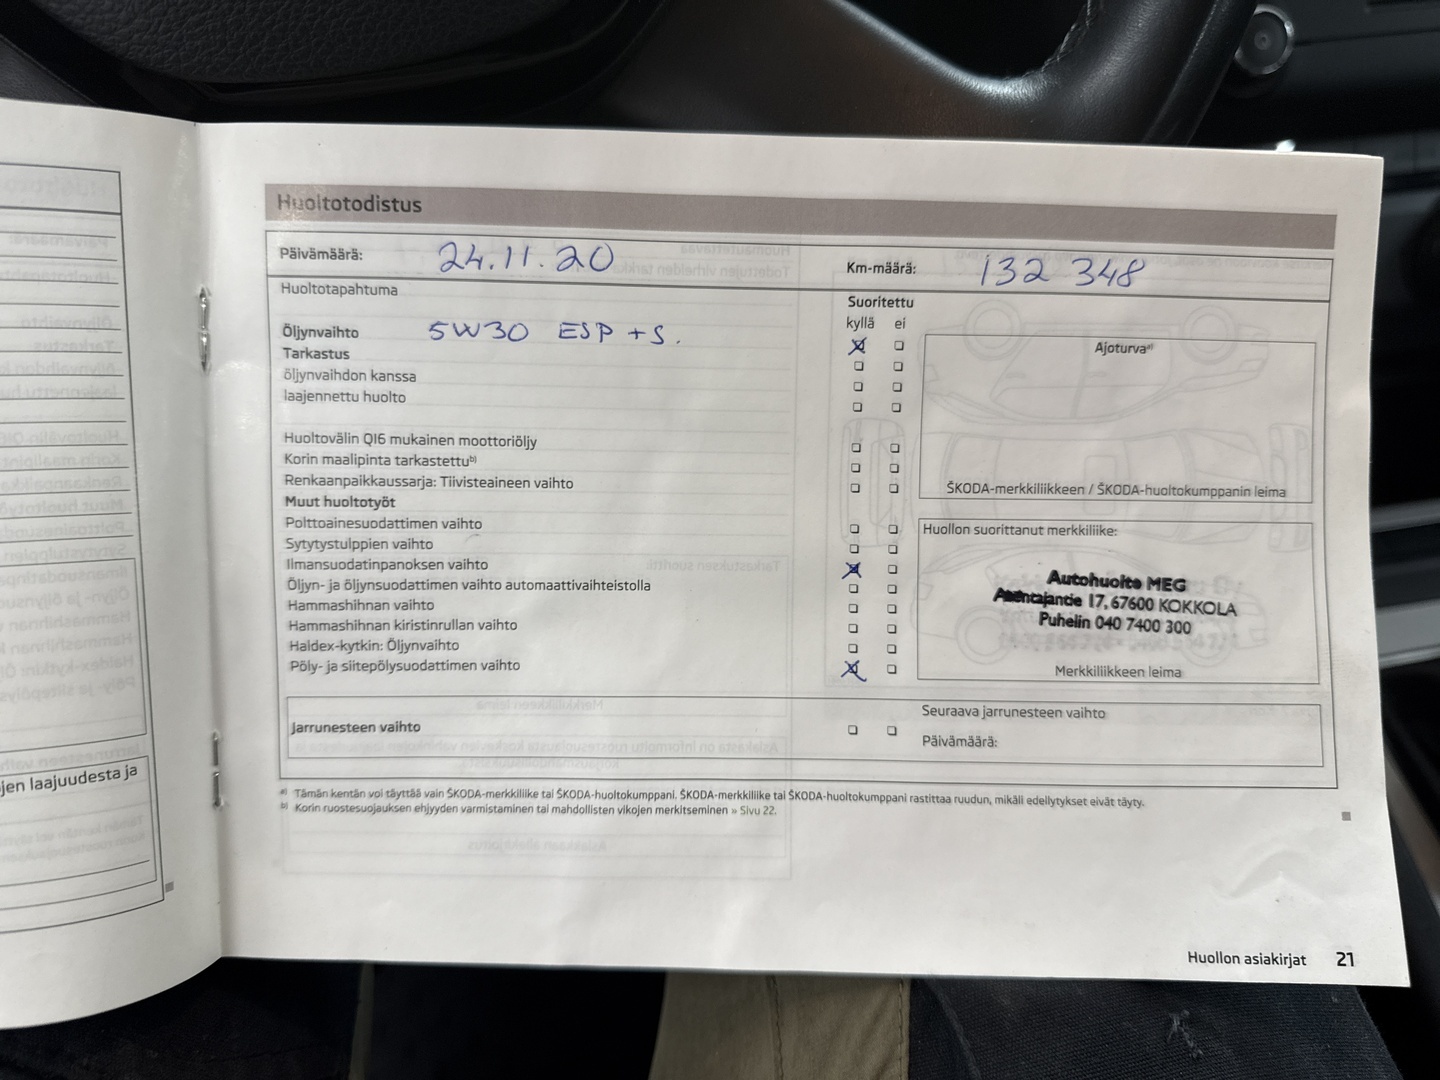 Huoltotodistus
Päivämäärä: 24.11.20
Km-määrä: 132 348
Huoltotapahtuma
Suoritettu
kyllä ei
Öljynvaihto 5W30 ESP + S.
Tarkastus
öljynvaihdon kanssa
laajennettu huolto
Huoltovälin QI6 mukainen moottoriöljy
Korin maalipinta tarkastettu b)
Renkaanpaikkaussarja: Tiivisteaineen vaihto
Muut huoltotyöt
Polttoainesuodattimen vaihto
Sytytystulppien vaihto
Ilmansuodatinpanoksen vaihto
Öljyn- ja öljynsuodattimen vaihto automaattivaihteistolla
Hammashihnan vaihto
Hammashihnan kiristinrullan vaihto
Haldex-kytkin: Öljynvaihto
Pöly- ja siitepölysuodattimen vaihto
Ajoturva a)
ŠKODA-merkkiliikkeen / ŠKODA-huoltokumppanin leima
Huollon suorittanut merkkiliike:
Autohuolto MEG
Asentajantie 17, 67600 KOKKOLA
Puhelin 040 7400 300
Merkkiliikkeen leima
Jarrunesteen vaihto
Seuraava jarrunesteen vaihto
Päivämäärä:
a) Tämän kentän voi täyttää vain ŠKODA-merkkiliike tai ŠKODA-huoltokumppani. ŠKODA-merkkiliike tai ŠKODA-huoltokumppani rastittaa ruudun, mikäli edellytykset eivät täyty.
b) Korin ruostesuojauksen ehjyyden varmistaminen tai mahdollisten vikojen merkitseminen » Sivu 22.
Huollon asiakirjat 21
jen laajuudesta ja